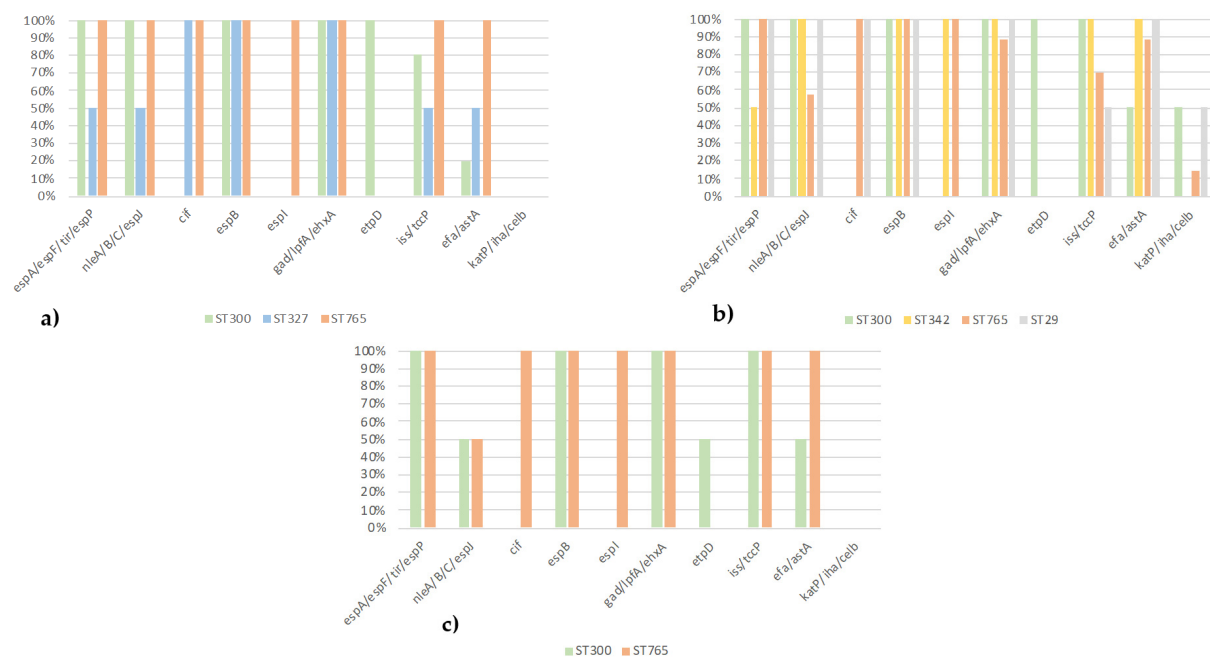 100%
90%
80%
70%
60%
50%
40%
30%
20%
10%
0%
espA/espF/tir/espP
nleA/B/C/espJ
cif
espB
espI
gad/lpfA/ehxA
etpD
iss/tccP
efa/astA
katP/iha/celb
a)
ST300 ST327 ST765
100%
90%
80%
70%
60%
50%
40%
30%
20%
10%
0%
espA/espF/tir/espP
nleA/B/C/espJ
cif
espB
espI
gad/lpfA/ehxA
etpD
iss/tccP
efa/astA
katP/iha/celb
b)
ST300 ST342 ST765 ST29
100%
90%
80%
70%
60%
50%
40%
30%
20%
10%
0%
espA/espF/tir/espP
nleA/B/C/espJ
cif
espB
espI
gad/lpfA/ehxA
etpD
iss/tccP
efa/astA
katP/iha/celb
c)
ST300 ST765